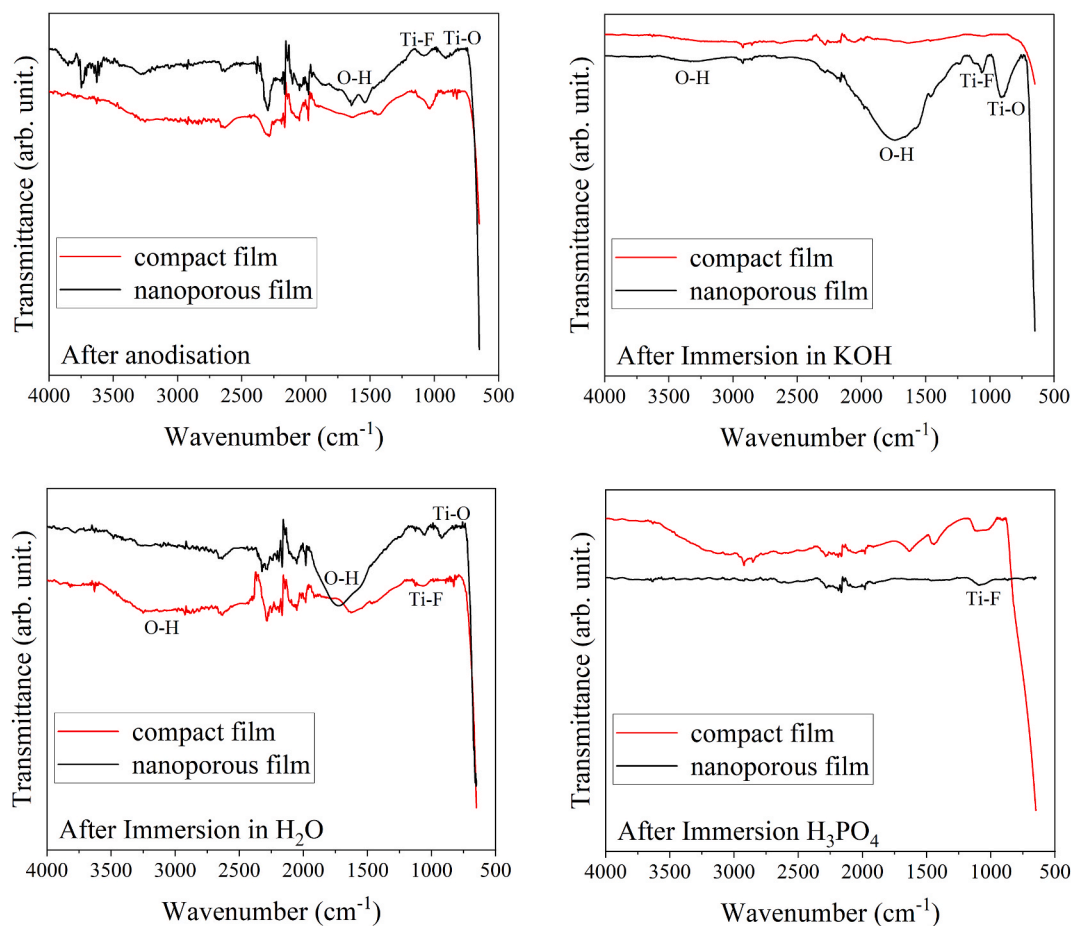 Transmittance (arb. unit.)
Ti-F
Ti-O
O-H
compact film
nanoporous film
After anodisation
4000 3500 3000 2500 2000 1500 1000 500
Wavenumber (cm⁻¹)
Transmittance (arb. unit.)
O-H
Ti-F
Ti-O
O-H
compact film
nanoporous film
After Immersion in KOH
4000 3500 3000 2500 2000 1500 1000 500
Wavenumber (cm⁻¹)
Transmittance (arb. unit.)
Ti-O
O-H
Ti-F
O-H
compact film
nanoporous film
After Immersion in H₂O
4000 3500 3000 2500 2000 1500 1000 500
Wavenumber (cm⁻¹)
Transmittance (arb. unit.)
Ti-F
compact film
nanoporous film
After Immersion H₃PO₄
4000 3500 3000 2500 2000 1500 1000 500
Wavenumber (cm⁻¹)